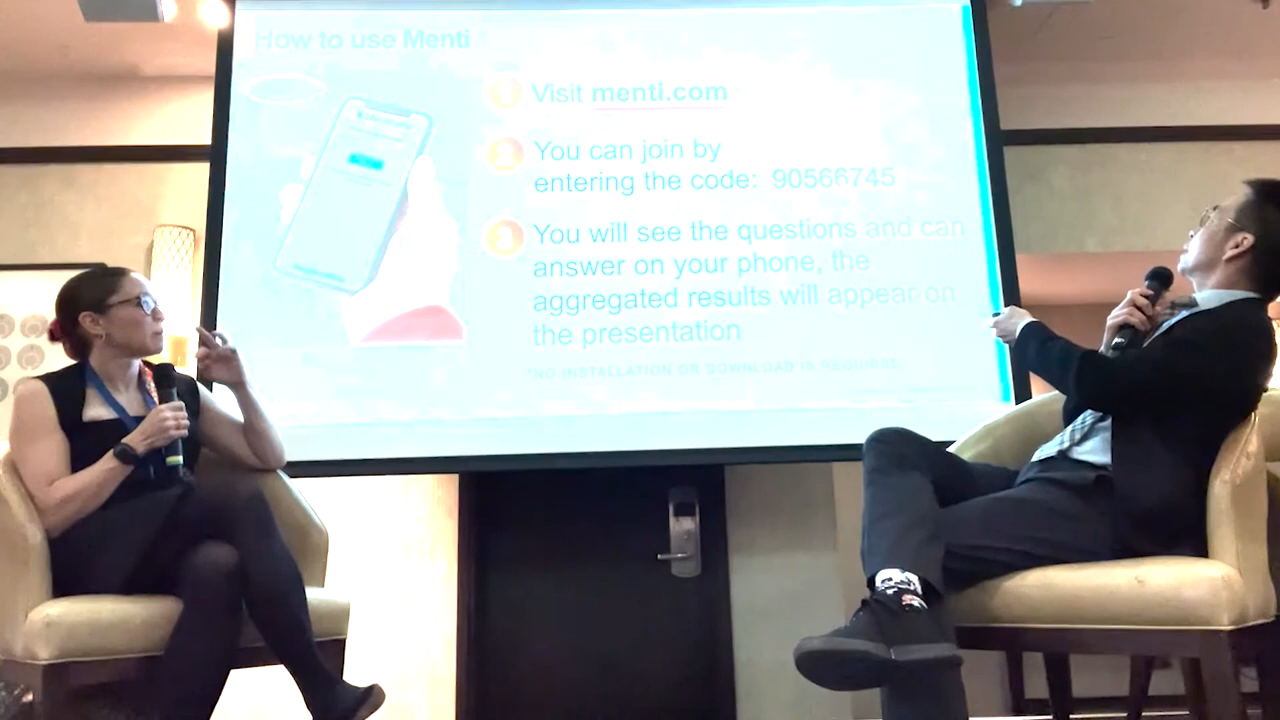 How to use Menti
Visit menti.com
You can join by
entering the code: 90566745
You will see the questions and can
answer on your phone, the
aggregated results will appear on
the presentation
*NO INSTALLATION OR DOWNLOAD IS REQUIRED